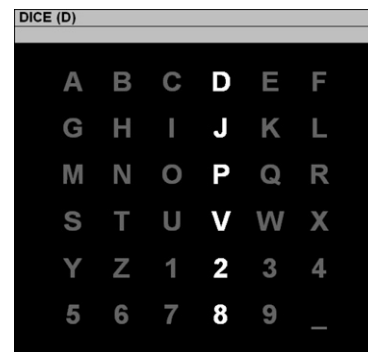 DICE (D)
A B C D E F
G H I J K L
M N O P Q R
S T U V W X
Y Z 1 2 3 4
5 6 7 8 9 _